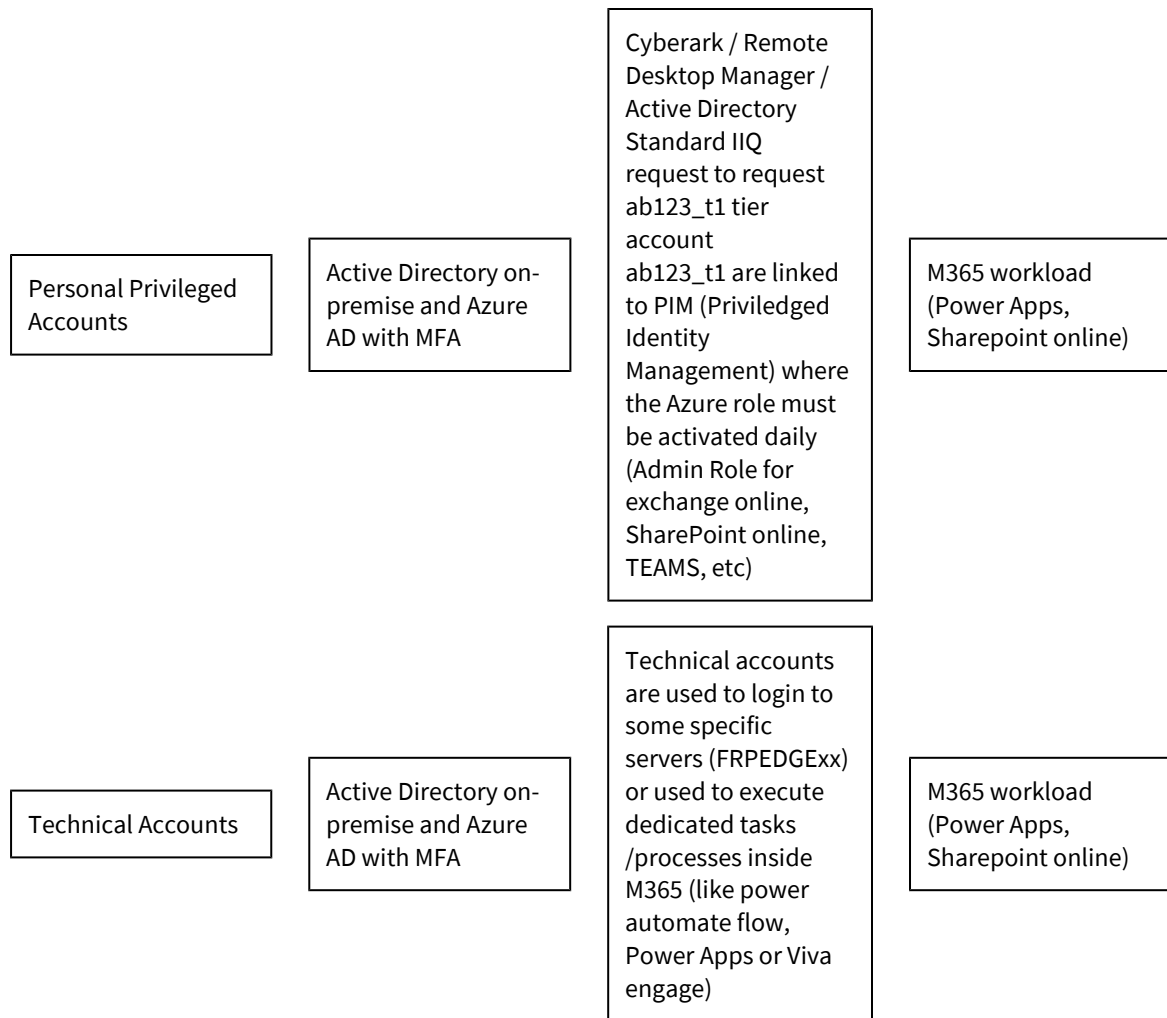 Personal Privileged
Accounts
Active Directory on-
premise and Azure
AD with MFA
Cyberark / Remote
Desktop Manager /
Active Directory
Standard IIQ
request to request
ab123_t1 tier
account
ab123_t1 are linked
to PIM (Priviledged
Identity
Management) where
the Azure role must
be activated daily
(Admin Role for
exchange online,
SharePoint online,
TEAMS, etc)
M365 workload
(Power Apps,
Sharepoint online)
Technical Accounts
Active Directory on-
premise and Azure
AD with MFA
Technical accounts
are used to login to
some specific
servers (FRPEDGExx)
or used to execute
dedicated tasks
/processes inside
M365 (like power
automate flow,
Power Apps or Viva
engage)
M365 workload
(Power Apps,
Sharepoint online)